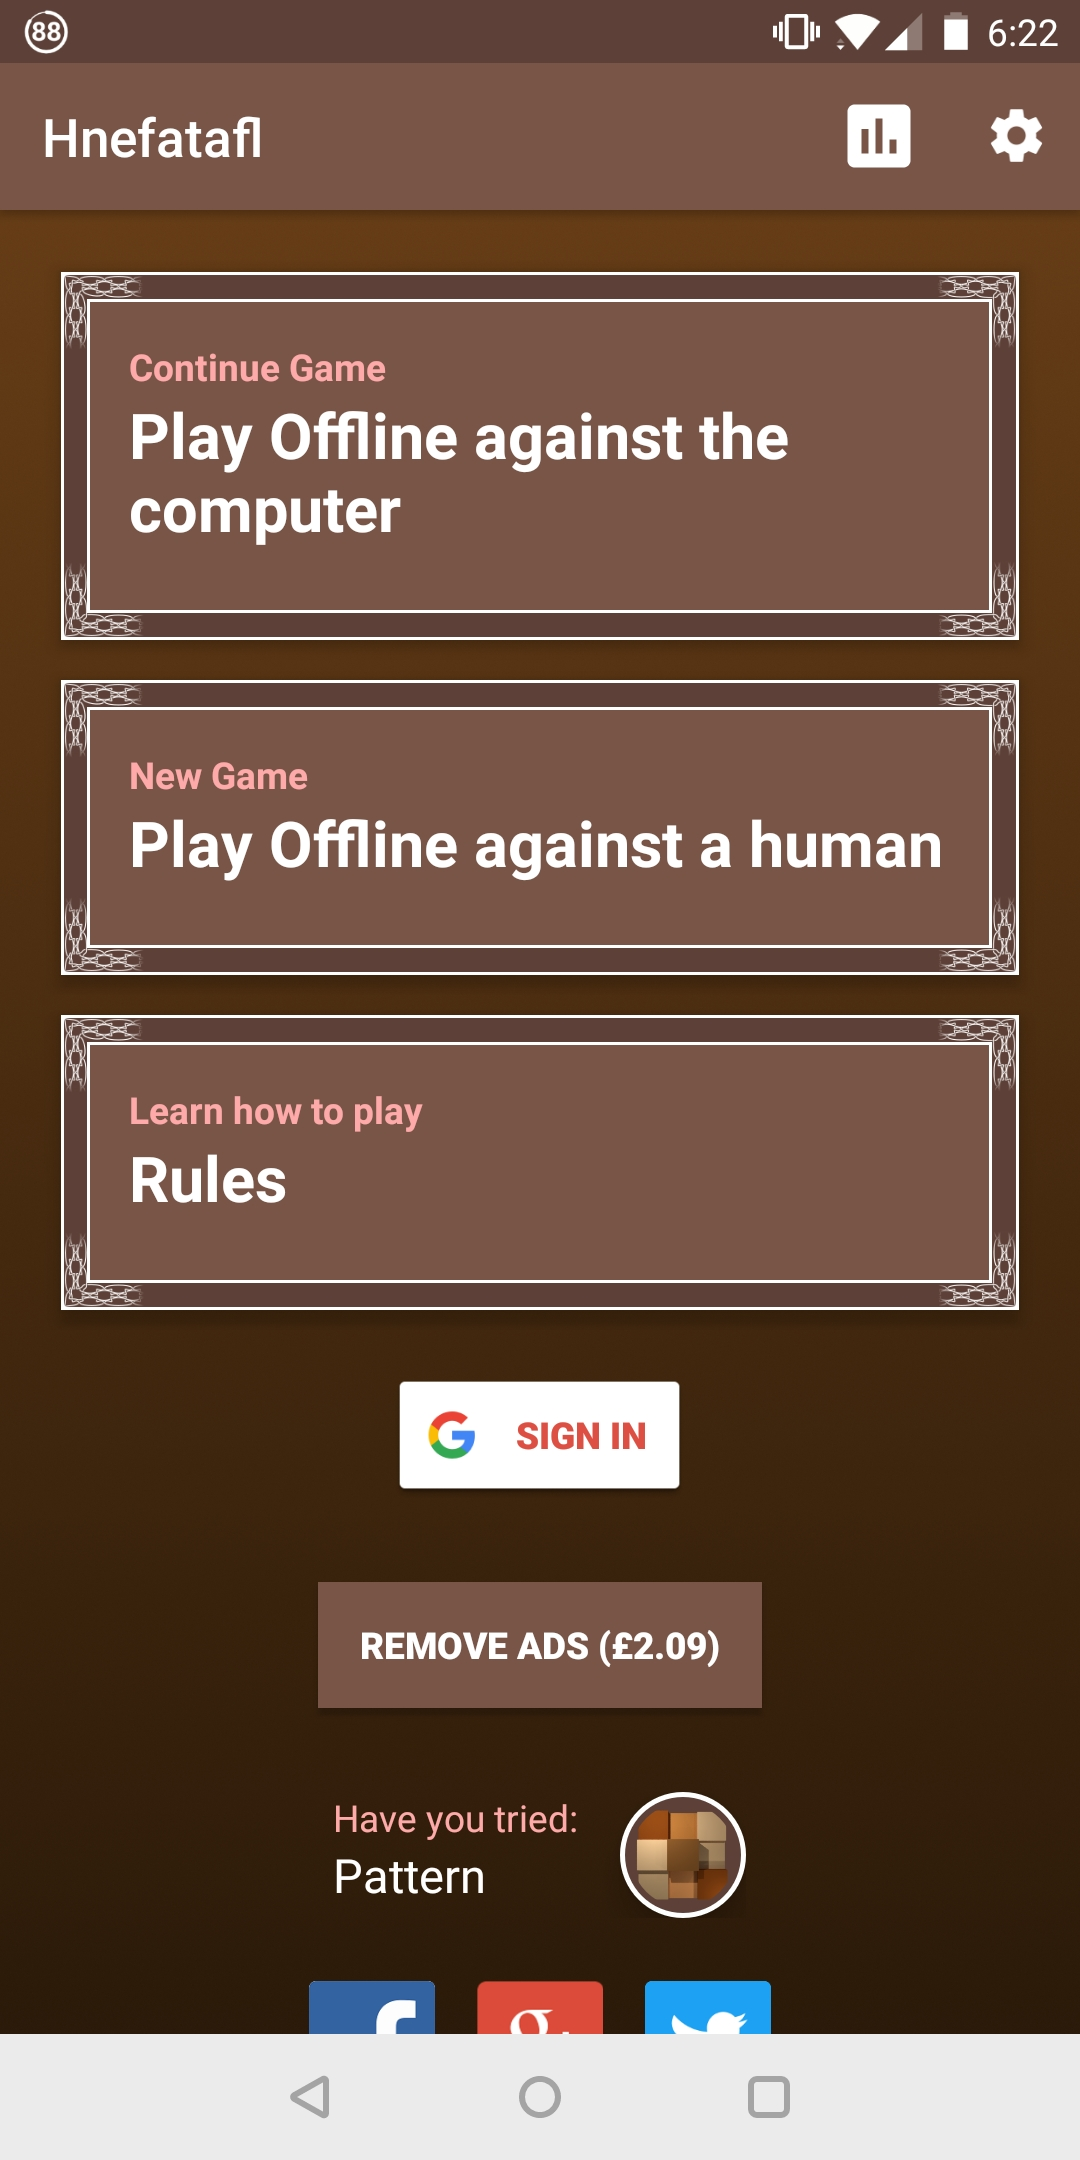 88
6:22
Hnefatafl
Continue Game
Play Offline against the
computer
New Game
Play Offline against a human
Learn how to play
Rules
SIGN IN
REMOVE ADS (£2.09)
Have you tried:
Pattern